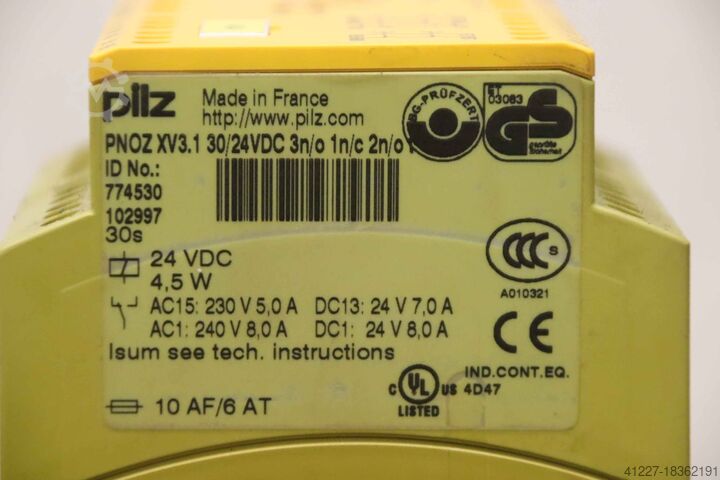 pilz
Made in France
http://www.pilz.com
BG-PRÜFZERT
ET
03083
GS
geprüfte
Sicherheit
PNOZ XV3.1 30/24VDC 3n/o 1n/c 2n/o
ID No.:
774530
102997
30s
24 VDC
4,5 W
CCC S
A010321
AC15: 230 V 5,0 A DC13: 24 V 7,0 A
AC1: 240 V 8,0 A DC1: 24 V 8,0 A
Isum see tech. instructions
CE
IND.CONT.EQ.
C UL US 4D47
LISTED
10 AF/6 AT
41227-18362191